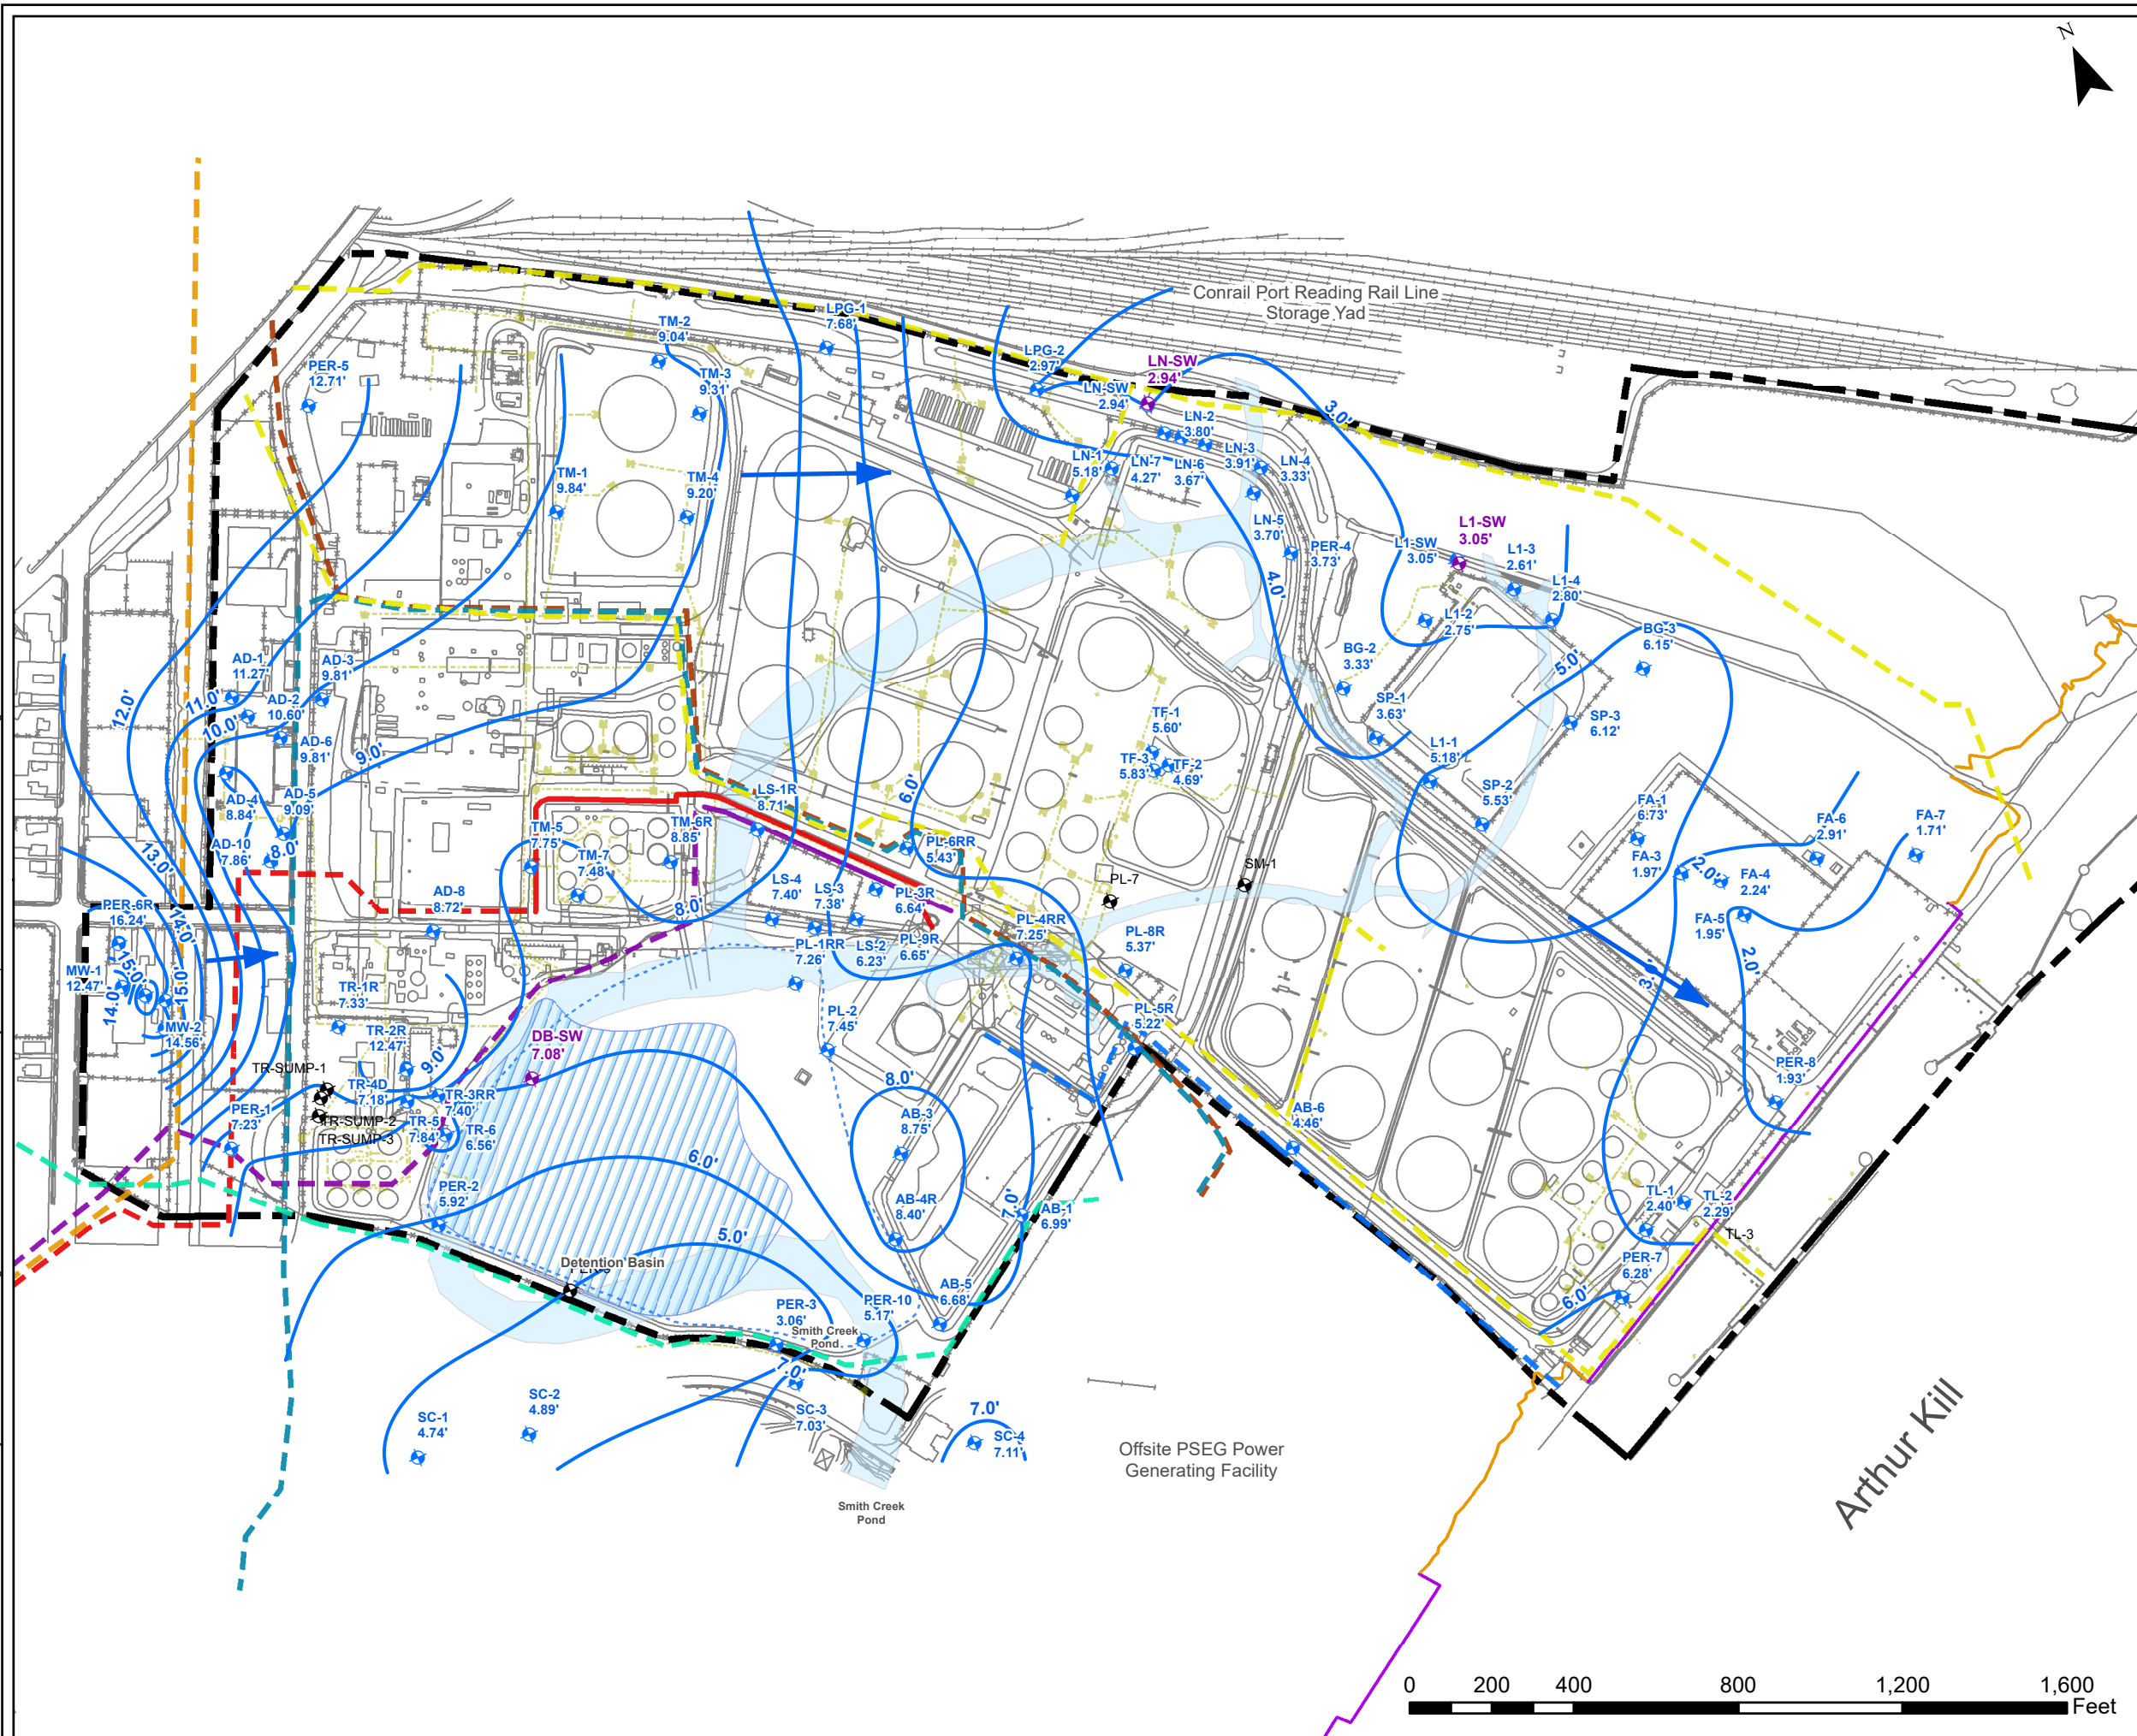 N
Conrail Port Reading Rail Line
Storage Yad
LPG-1
7.68'
TM-2
9.04'
PER-5
12.71'
TM-3
9.31'
LPG-2
2.97'
LN-SW
2.94'
LN-SW
2.94'
3.0'
LN-2
3.80'
LN-3
3.91'
LN-4
3.33'
LN-1
5.18'
LN-7
4.27'
LN-6
3.67'
TM-1
9.84'
TM-4
9.20'
LN-5
3.70'
PER-4
3.73'
L1-SW
3.05'
L1-SW
3.05'
L1-3
2.61'
L1-4
2.80'
4.0'
L1-2
2.75'
BG-3
6.15'
5.0'
BG-2
3.33'
AD-1
11.27'
AD-3
9.81'
12.0'
11.0'
AD-2
10.60'
10.0'
SP-1
3.63'
TF-1
5.60'
SP-3
6.12'
AD-6
9.81'
9.0'
L1-1
5.18'
TF-3
5.83'
TF-2
4.69'
6.0'
LS-1R
8.71'
AD-4
8.84'
AD-5
9.09'
SP-2
5.53'
FA-1
6.73'
FA-6
2.91'
FA-7
1.71'
TM-5
7.75'
TM-6R
8.85'
AD-10
7.86'
8.0'
13.0'
TM-7
7.48'
PL-6RR
5.43'
FA-3
1.97'
2.0'
FA-4
2.24'
SM-1
PL-7
LS-4
7.40'
LS-3
7.38'
PL-3R
6.64'
AD-8
8.72'
8.0'
PER-6R
16.24'
14.0'
FA-5
1.95'
PL-4RR
7.25'
PL-8R
5.37'
PL-1RR
7.26'
LS-2
6.23'
PL-9R
6.65'
MW-1
12.47'
15.0'
15.0'
14.0'
2.0'
TR-1R
7.33'
PL-2
7.45'
PL-5R
5.22'
MW-2
14.56'
TR-2R
12.47'
DB-SW
7.08'
9.0'
TR-SUMP-1
TR-4D
7.18'
TR-3RR
7.40'
8.0'
PER-8
1.93'
PER-1
7.23'
TR-SUMP-2
TR-SUMP-3
TR-5
7.84'
TR-6
6.56'
AB-3
8.75'
AB-6
4.46'
6.0'
PER-2
5.92'
AB-4R
8.40'
7.0'
AB-1
6.99'
TL-1
2.40'
TL-2
2.29'
TL-3
5.0'
Detention Basin
PER-7
6.28'
AB-5
6.68'
6.0'
PER-3
3.06'
PER-10
5.17'
Smith Creek
Pond
7.0'
SC-2
4.89'
SC-1
4.74'
SC-3
7.03'
7.0'
SC-4
7.11'
Offsite PSEG Power
Generating Facility
Arthur Kill
Smith Creek
Pond
0 200 400 800 1,200 1,600
Feet